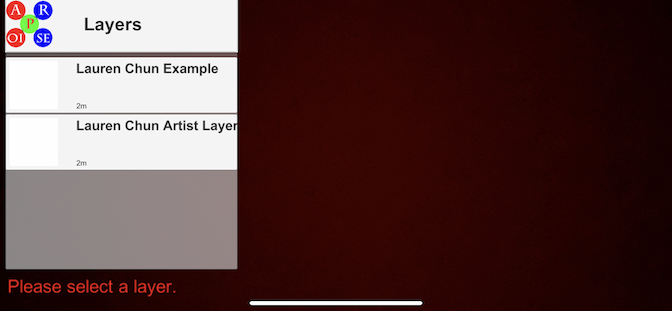 A R
P
OI SE
Layers
Lauren Chun Example
2m
Lauren Chun Artist Layer
2m
Please select a layer.